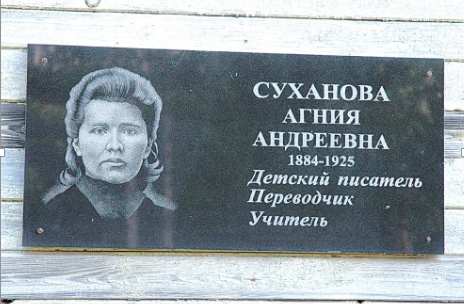 СУХАНОВА
АГНИЯ
АНДРЕЕВНА
1884-1925
Детский писатель
Переводчик
Учитель